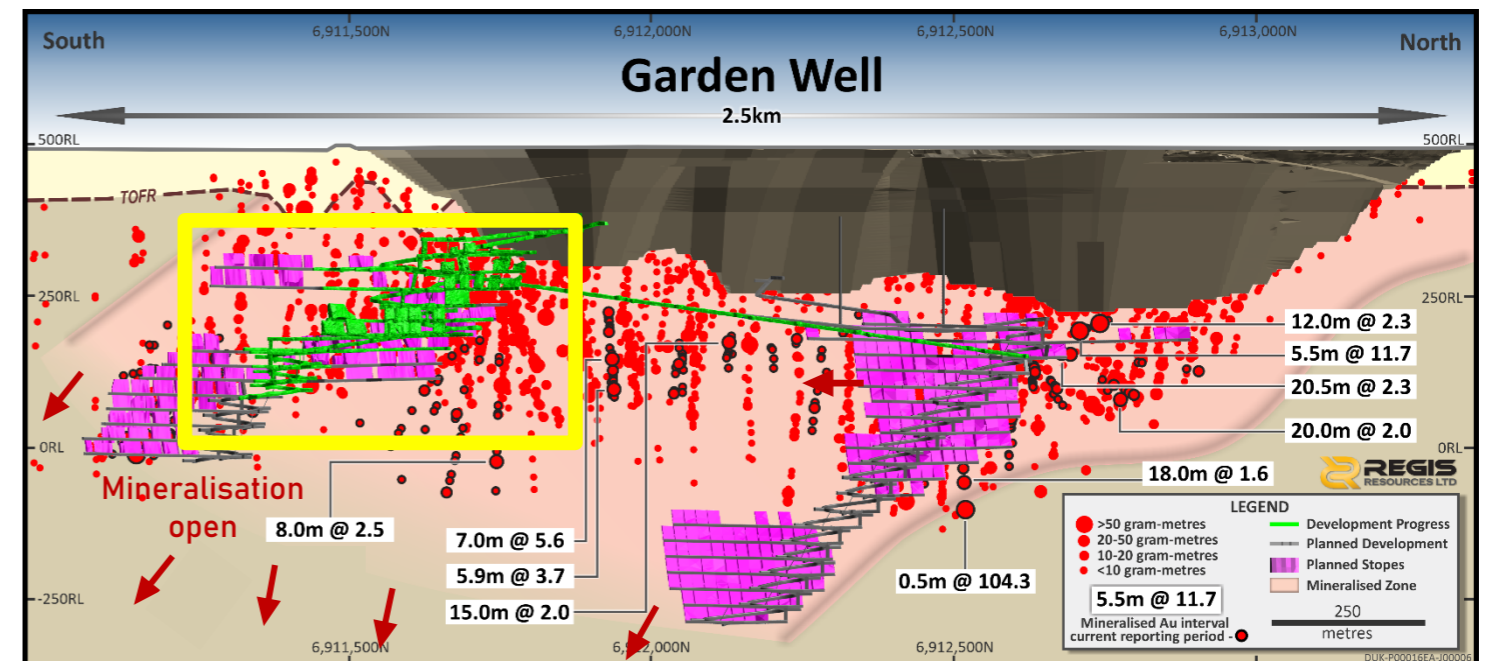 South
6,911,500N
6,912,000N
6,912,500N
6,913,000N
North
Garden Well
2.5km
500RL
500RL
TOFR
250RL
250RL
12.0m @ 2.3
5.5m @ 11.7
20.5m @ 2.3
20.0m @ 2.0
0RL
0RL
18.0m @ 1.6
REGIS
RESOURCES LTD
Mineralisation
open
8.0m @ 2.5
7.0m @ 5.6
5.9m @ 3.7
15.0m @ 2.0
0.5m @ 104.3
-250RL
LEGEND
>50 gram-metres
20-50 gram-metres
10-20 gram-metres
<10 gram-metres
5.5m @ 11.7
Mineralised Au interval
current reporting period -
Development Progress
Planned Development
Planned Stopes
Mineralised Zone
250
metres
6,911,500N
6,912,000N
6,912,500N
DUK-P00016EA-J00006